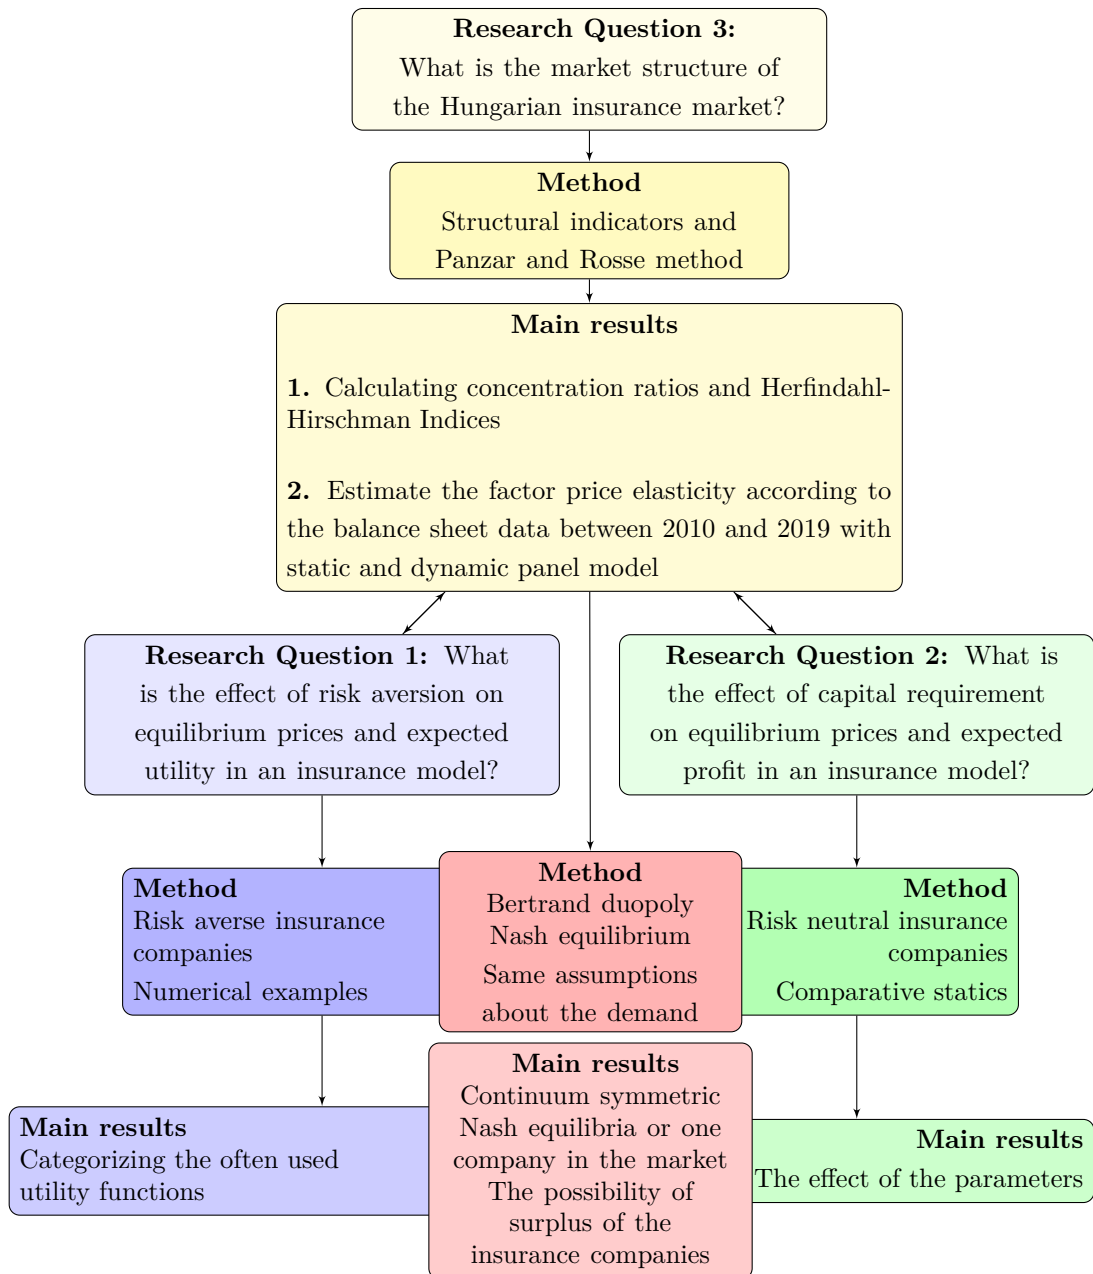 Research Question 3:
What is the market structure of
the Hungarian insurance market?
Method
Structural indicators and
Panzar and Rosse method
Main results
1. Calculating concentration ratios and Herfindahl-
Hirschman Indices
2. Estimate the factor price elasticity according to
the balance sheet data between 2010 and 2019 with
static and dynamic panel model
Research Question 1: What
is the effect of risk aversion on
equilibrium prices and expected
utility in an insurance model?
Research Question 2: What is
the effect of capital requirement
on equilibrium prices and expected
profit in an insurance model?
Method
Risk averse insurance
companies
Numerical examples
Method
Bertrand duopoly
Nash equilibrium
Same assumptions
about the demand
Method
Risk neutral insurance
companies
Comparative statics
Main results
Categorizing the often used
utility functions
Main results
Continuum symmetric
Nash equilibria or one
company in the market
The possibility of
surplus of the
insurance companies
Main results
The effect of the parameters